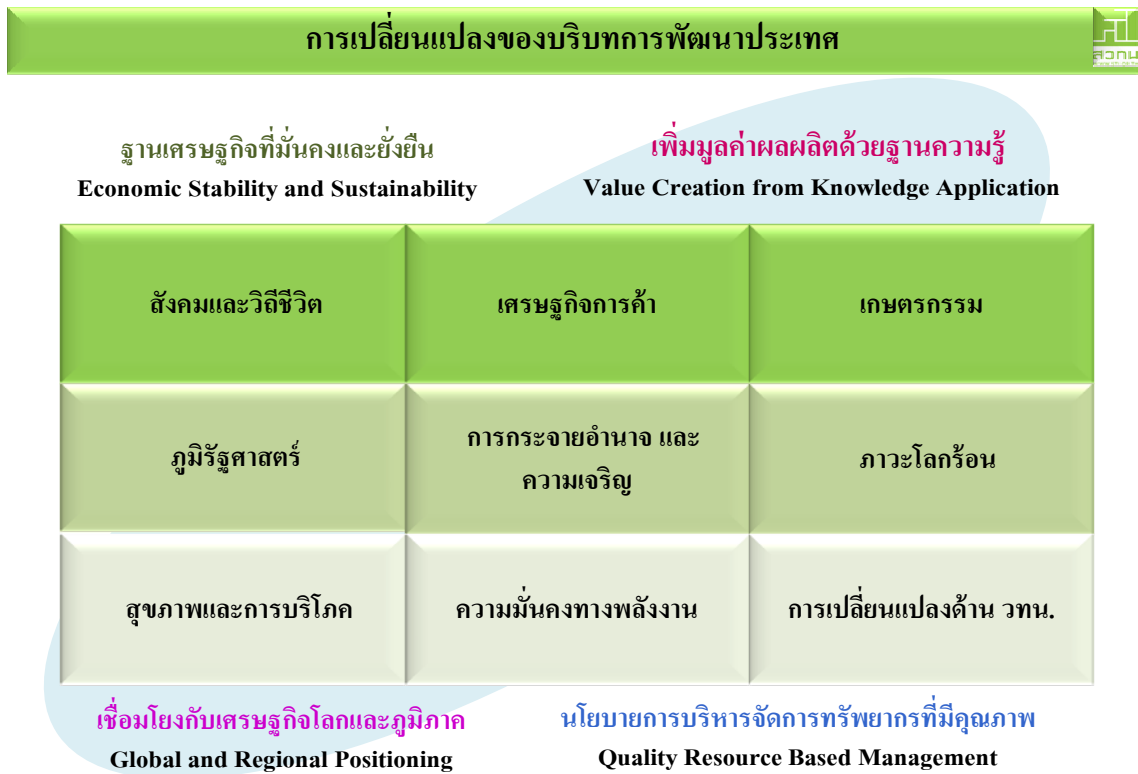 การเปลี่ยนแปลงของบริบทการพัฒนาประเทศ
สวทน
ฐานเศรษฐกิจที่มั่นคงและยั่งยืน
Economic Stability and Sustainability
เพิ่มมูลค่าผลผลิตด้วยฐานความรู้
Value Creation from Knowledge Application
สังคมและวิถีชีวิต
เศรษฐกิจการค้า
เกษตรกรรม
ภูมิรัฐศาสตร์
การกระจายอำนาจ และ
ความเจริญ
ภาวะโลกร้อน
สุขภาพและการบริโภค
ความมั่นคงทางพลังงาน
การเปลี่ยนแปลงด้าน วทน.
เชื่อมโยงกับเศรษฐกิจโลกและภูมิภาค
Global and Regional Positioning
นโยบายการบริหารจัดการทรัพยากรที่มีคุณภาพ
Quality Resource Based Management